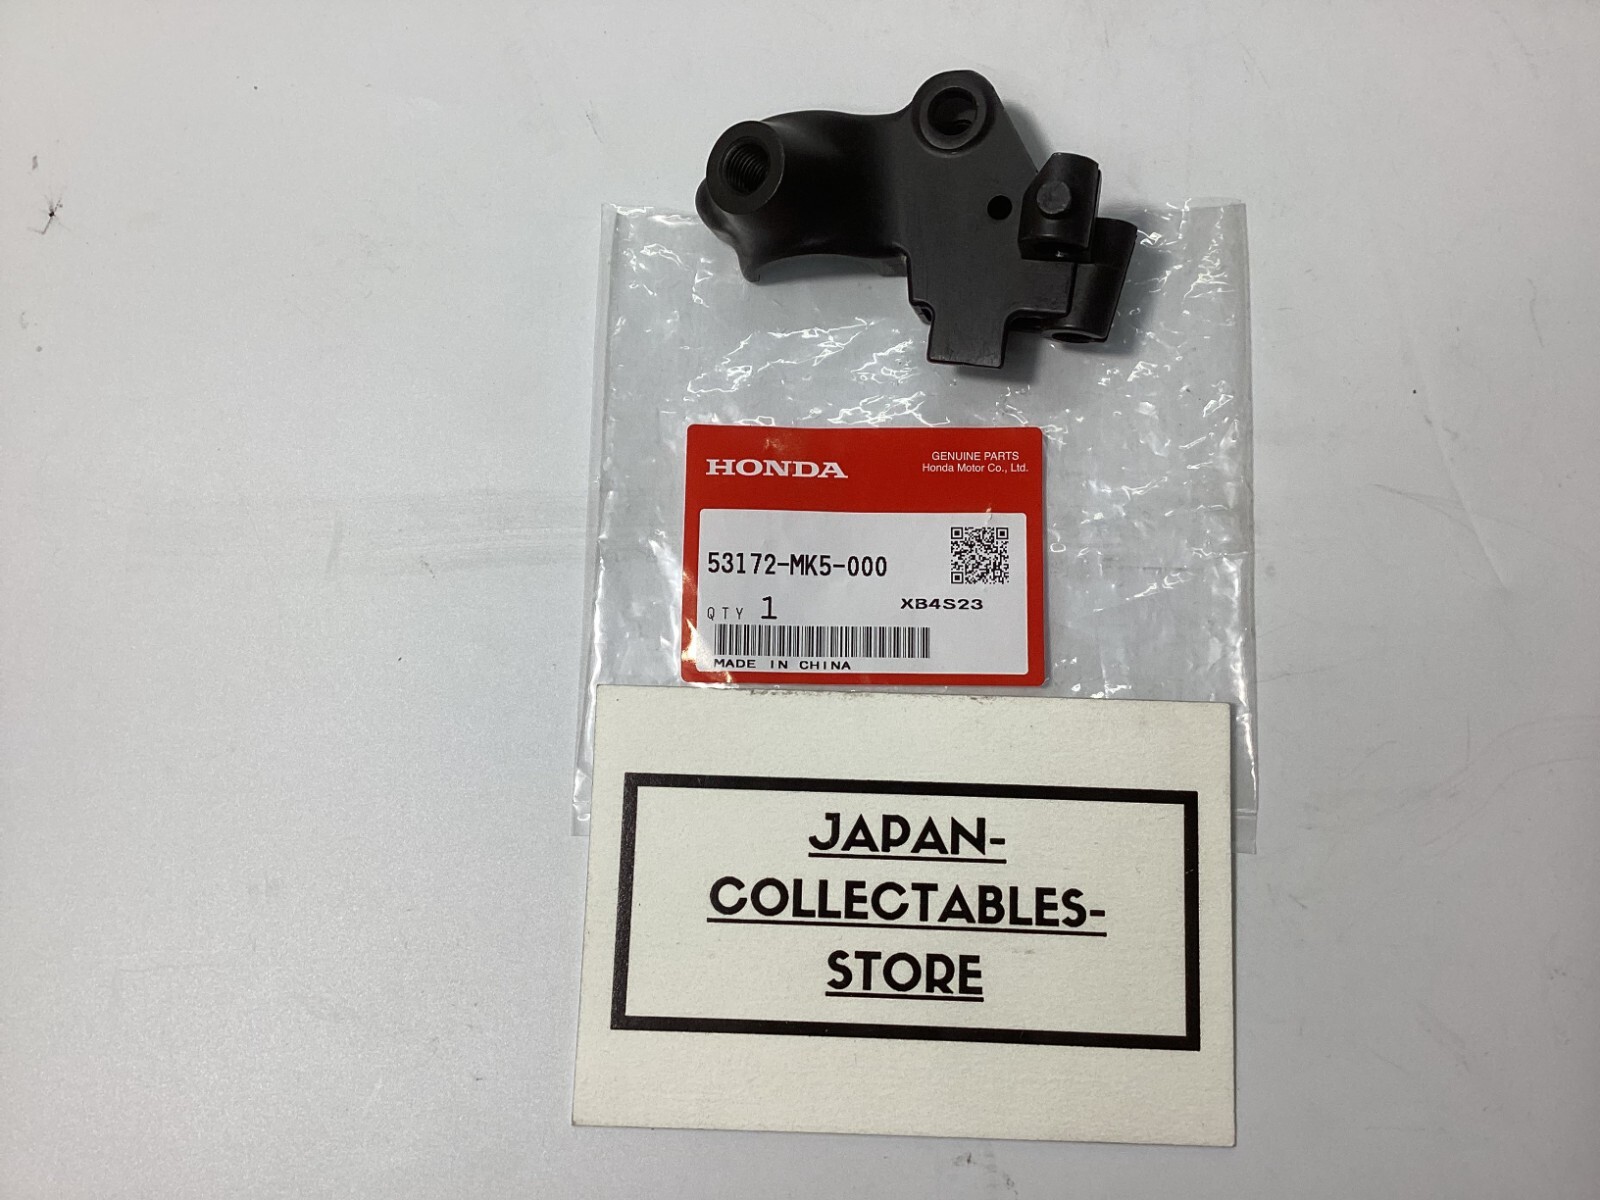 HONDA
GENUINE PARTS
Honda Motor Co., Ltd.
53172-MK5-000
XB4S23
QTY 1
MADE IN CHINA
JAPAN-
COLLECTABLES-
STORE